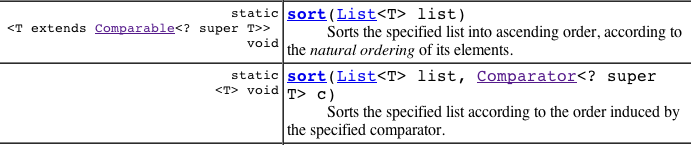 static
<T extends Comparable<? super T>>
void
sort(List<T> list)
Sorts the specified list into ascending order, according to
the natural ordering of its elements.
static
<T> void
sort(List<T> list, Comparator<? super
T> c)
Sorts the specified list according to the order induced by
the specified comparator.